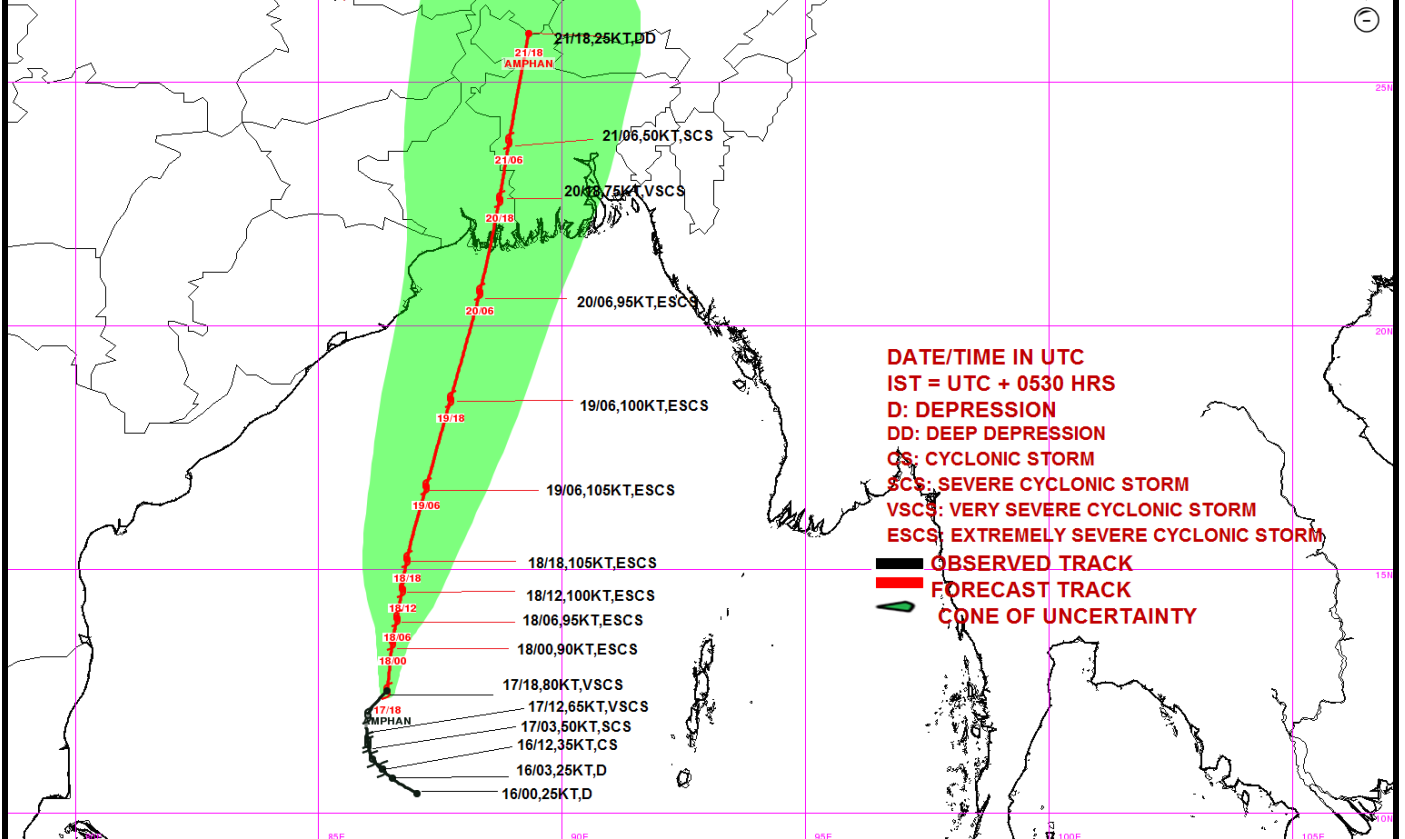 21/18,25KT,DD
21/18
AMPHAN
25N
21/06,50KT,SCS
21/06
20/18,75KT,VSCS
20/18
20/06,95KT,ESCS
20/06
20N
DATE/TIME IN UTC
IST = UTC + 0530 HRS
D: DEPRESSION
DD: DEEP DEPRESSION
CS: CYCLONIC STORM
SCS: SEVERE CYCLONIC STORM
VSCS: VERY SEVERE CYCLONIC STORM
ESCS: EXTREMELY SEVERE CYCLONIC STORM
OBSERVED TRACK
FORECAST TRACK
CONE OF UNCERTAINTY
19/06,100KT,ESCS
19/18
19/06,105KT,ESCS
19/06
18/18,105KT,ESCS
15N
18/18
18/12,100KT,ESCS
18/12
18/06,95KT,ESCS
18/06
18/00,90KT,ESCS
18/00
17/18,80KT,VSCS
17/18
AMPHAN
17/12,65KT,VSCS
17/03,50KT,SCS
16/12,35KT,CS
16/03,25KT,D
16/00,25KT,D
10N
85E
90E
95E
100E
105E